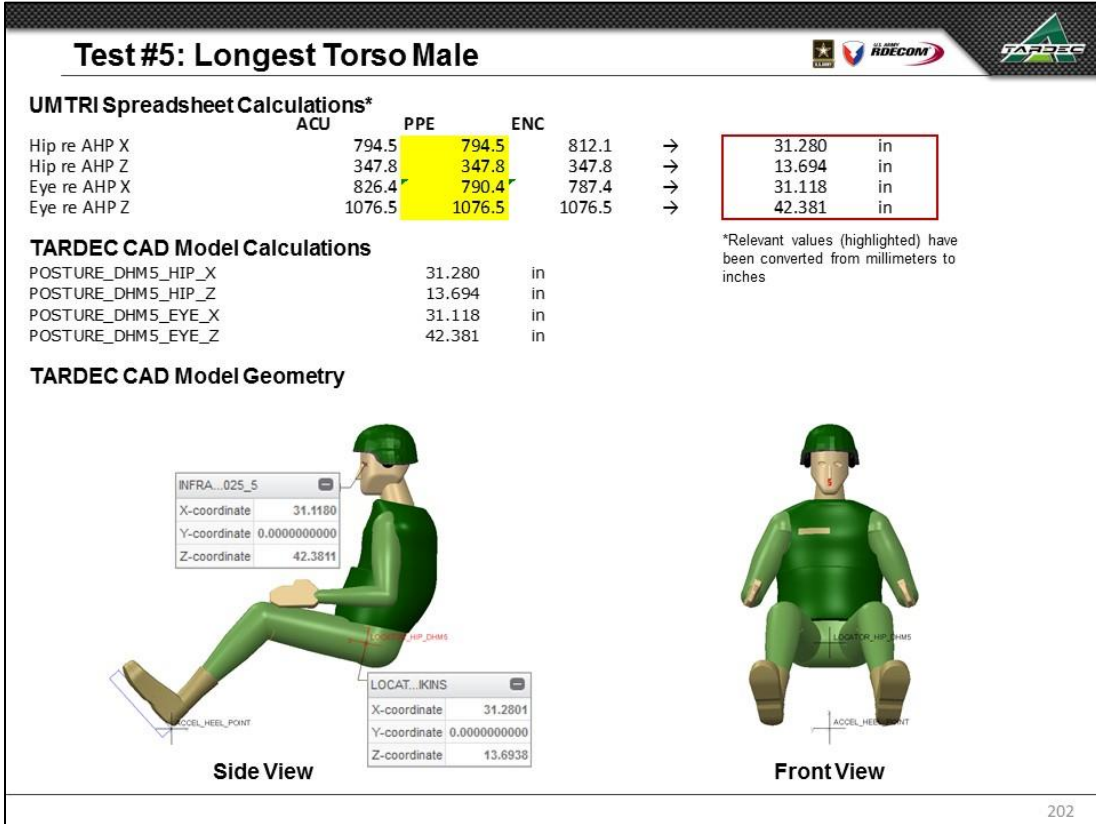 Test #5: Longest Torso Male
U.S. ARMY
U.S. ARMY
RDECOM
TARDEC
UMTRI Spreadsheet Calculations*
ACU PPE ENC
Hip re AHP X 794.5 794.5 812.1 → 31.280 in
Hip re AHP Z 347.8 347.8 347.8 → 13.694 in
Eye re AHP X 826.4 790.4 787.4 → 31.118 in
Eye re AHP Z 1076.5 1076.5 1076.5 → 42.381 in
*Relevant values (highlighted) have
been converted from millimeters to
inches
TARDEC CAD Model Calculations
POSTURE_DHM5_HIP_X 31.280 in
POSTURE_DHM5_HIP_Z 13.694 in
POSTURE_DHM5_EYE_X 31.118 in
POSTURE_DHM5_EYE_Z 42.381 in
TARDEC CAD Model Geometry
INFRA...025_5
X-coordinate 31.1180
Y-coordinate 0.0000000000
Z-coordinate 42.3811
LOCATOR_HIP_DHM5
LOCAT...IKINS
X-coordinate 31.2801
Y-coordinate 0.0000000000
Z-coordinate 13.6938
ACCEL_HEEL_POINT
Side View
5
LOCATOR_HIP_DHM5
ACCEL_HEEL_POINT
Front View
202